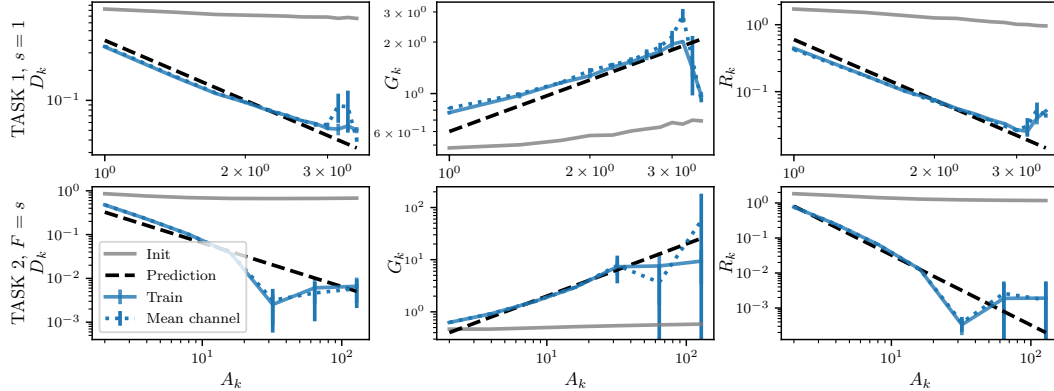 TASK 1, s = 1
D_k
10^{-1}
10^0
2 × 10^0
3 × 10^0
G_k
3 × 10^0
2 × 10^0
10^0
6 × 10^{-1}
10^0
2 × 10^0
3 × 10^0
R_k
10^0
10^{-1}
10^0
2 × 10^0
3 × 10^0
TASK 2, F = s
D_k
10^0
10^{-1}
10^{-2}
10^{-3}
Init
Prediction
Train
Mean channel
10^1
10^2
A_k
G_k
10^2
10^1
10^0
10^1
10^2
A_k
R_k
10^0
10^{-1}
10^{-2}
10^{-3}
10^1
10^2
A_k